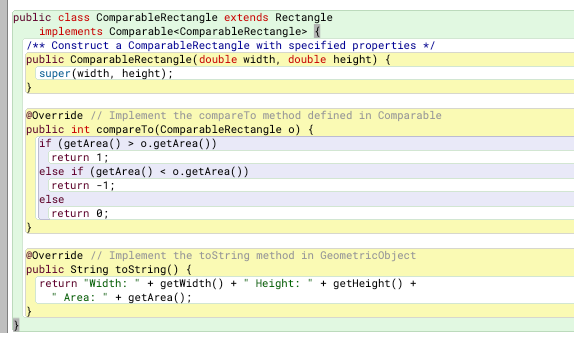 public class ComparableRectangle extends Rectangle
    implements Comparable<ComparableRectangle> {
  /** Construct a ComparableRectangle with specified properties */
  public ComparableRectangle(double width, double height) {
    super(width, height);
  }

  @Override // Implement the compareTo method defined in Comparable
  public int compareTo(ComparableRectangle o) {
    if (getArea() > o.getArea())
      return 1;
    else if (getArea() < o.getArea())
      return -1;
    else
      return 0;
  }

  @Override // Implement the toString method in GeometricObject
  public String toString() {
    return "Width: " + getWidth() + " Height: " + getHeight() +
      " Area: " + getArea();
  }
}